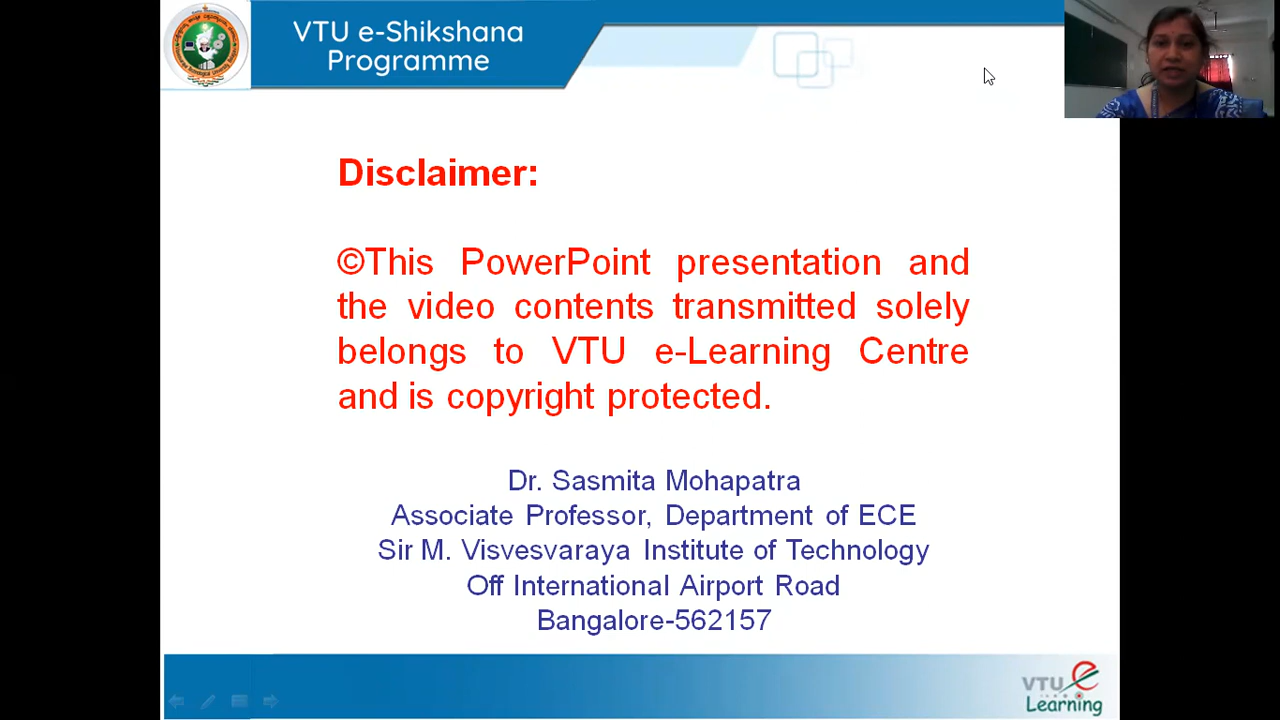 VTU e-Shikshana
Programme
Disclaimer:
©This PowerPoint presentation and
the video contents transmitted solely
belongs to VTU e-Learning Centre
and is copyright protected.
Dr. Sasmita Mohapatra
Associate Professor, Department of ECE
Sir M. Visvesvaraya Institute of Technology
Off International Airport Road
Bangalore-562157
VTU e
Learning